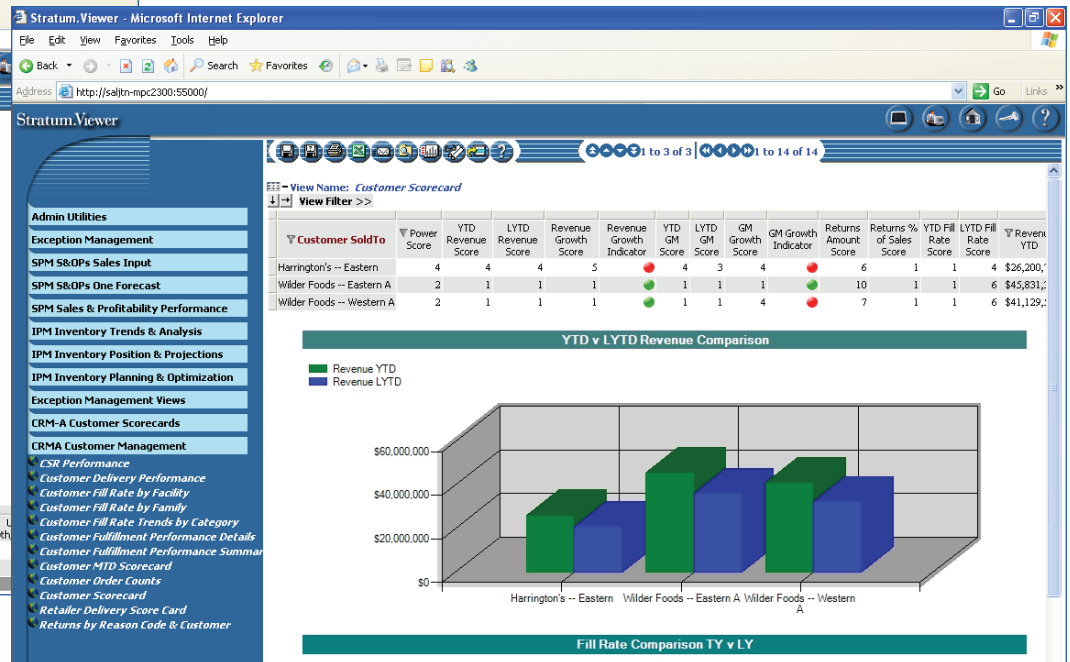 Stratum.Viewer - Microsoft Internet Explorer
File Edit View Favorites Tools Help
Back Search Favorites
Address http://saljtn-mpc2300:55000/ Go Links »
Stratum.Viewer
1 to 3 of 3 1 to 14 of 14
View Name: Customer Scorecard
View Filter >>
Admin Utilities
Exception Management
SPM S&OPs Sales Input
SPM S&OPs One Forecast
SPM Sales & Profitability Performance
IPM Inventory Trends & Analysis
IPM Inventory Position & Projections
IPM Inventory Planning & Optimization
Exception Management Views
CRM-A Customer Scorecards
CRMA Customer Management
CSR Performance
Customer Delivery Performance
Customer Fill Rate by Facility
Customer Fill Rate by Family
Customer Fill Rate Trends by Category
Customer Fulfillment Performance Details
Customer Fulfillment Performance Summar
Customer MTD Scorecard
Customer Order Counts
Customer Scorecard
Retailer Delivery Score Card
Returns by Reason Code & Customer
Customer SoldTo Power Score YTD Revenue Score LYTD Revenue Score Revenue Growth Score Revenue Growth Indicator YTD GM Score LYTD GM Score GM Growth Score GM Growth Indicator Returns Amount Score Returns % of Sales Score YTD Fill Rate Score LYTD Fill Rate Score Revenu YTD
Harrington's -- Eastern 4 4 4 5 4 3 4 6 1 1 4 $26,200,
Wilder Foods -- Eastern A 2 1 1 1 1 1 1 10 1 1 6 $45,831,
Wilder Foods -- Western A 2 1 1 1 1 1 4 7 1 1 6 $41,129,
YTD v LYTD Revenue Comparison
Revenue YTD
Revenue LYTD
$60,000,000
$40,000,000
$20,000,000
$0
Harrington's -- Eastern Wilder Foods -- Eastern A Wilder Foods -- Western
A
Fill Rate Comparison TY v LY